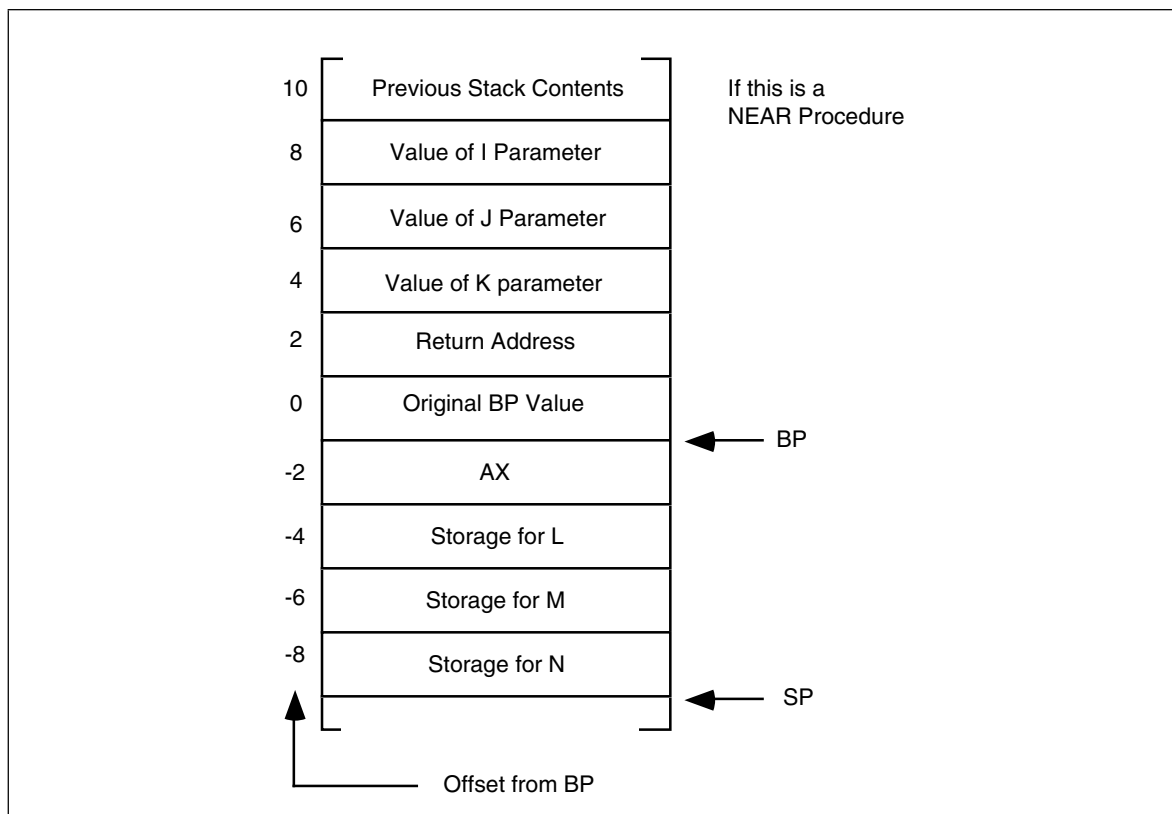 10
Previous Stack Contents
If this is a
NEAR Procedure
8
Value of I Parameter
6
Value of J Parameter
4
Value of K parameter
2
Return Address
0
Original BP Value
BP
-2
AX
-4
Storage for L
-6
Storage for M
-8
Storage for N
SP
Offset from BP